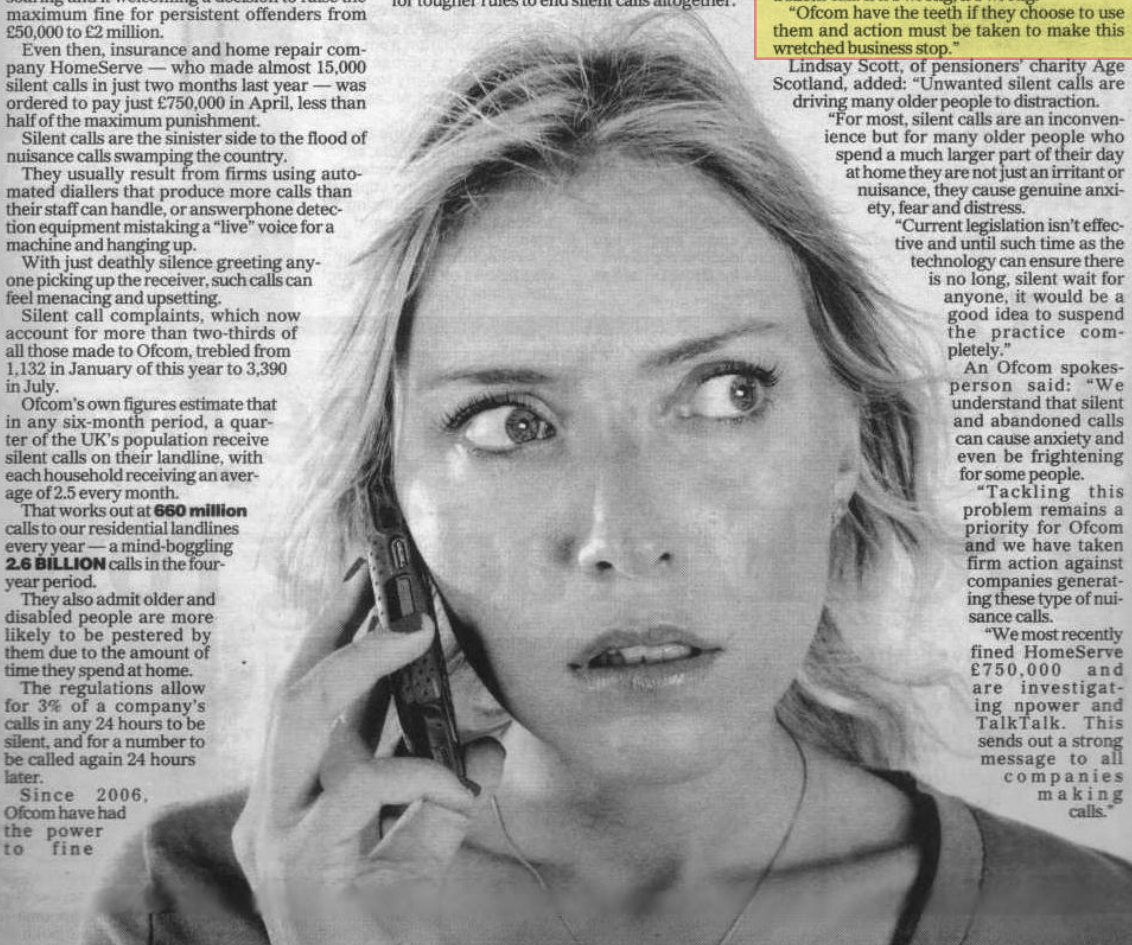 maximum fine for persistent offenders from
£50,000 to £2 million.
Even then, insurance and home repair com-
pany HomeServe — who made almost 15,000
silent calls in just two months last year — was
ordered to pay just £750,000 in April, less than
half of the maximum punishment.
Silent calls are the sinister side to the flood of
nuisance calls swamping the country.
They usually result from firms using auto-
mated diallers that produce more calls than
their staff can handle, or answerphone detec-
tion equipment mistaking a “live” voice for a
machine and hanging up.
With just deathly silence greeting any-
one picking up the receiver, such calls can
feel menacing and upsetting.
Silent call complaints, which now
account for more than two-thirds of
all those made to Ofcom, trebled from
1,132 in January of this year to 3,390
in July.
Ofcom's own figures estimate that
in any six-month period, a quar-
ter of the UK's population receive
silent calls on their landline, with
each household receiving an aver-
age of 2.5 every month.
That works out at 660 million
calls to our residential landlines
every year — a mind-boggling
2.6 BILLION calls in the four-
year period.
They also admit older and
disabled people are more
likely to be pestered by
them due to the amount of
time they spend at home.
The regulations allow
for 3% of a company's
calls in any 24 hours to be
silent, and for a number to
be called again 24 hours
later.
Since 2006,
Ofcom have had
the power
to fine
for tougher rules to end silent calls altogether.
“Ofcom have the teeth if they choose to use
them and action must be taken to make this
wretched business stop.”
Lindsay Scott, of pensioners' charity Age
Scotland, added: “Unwanted silent calls are
driving many older people to distraction.
“For most, silent calls are an inconven-
ience but for many older people who
spend a much larger part of their day
at home they are not just an irritant or
nuisance, they cause genuine anxi-
ety, fear and distress.
“Current legislation isn't effec-
tive and until such time as the
technology can ensure there
is no long, silent wait for
anyone, it would be a
good idea to suspend
the practice com-
pletely.”
An Ofcom spokes-
person said: “We
understand that silent
and abandoned calls
can cause anxiety and
even be frightening
for some people.
“Tackling this
problem remains a
priority for Ofcom
and we have taken
firm action against
companies generat-
ing these type of nui-
sance calls.
“We most recently
fined HomeServe
£750,000 and
are investigat-
ing npower and
TalkTalk. This
sends out a strong
message to all
companies
making
calls.”